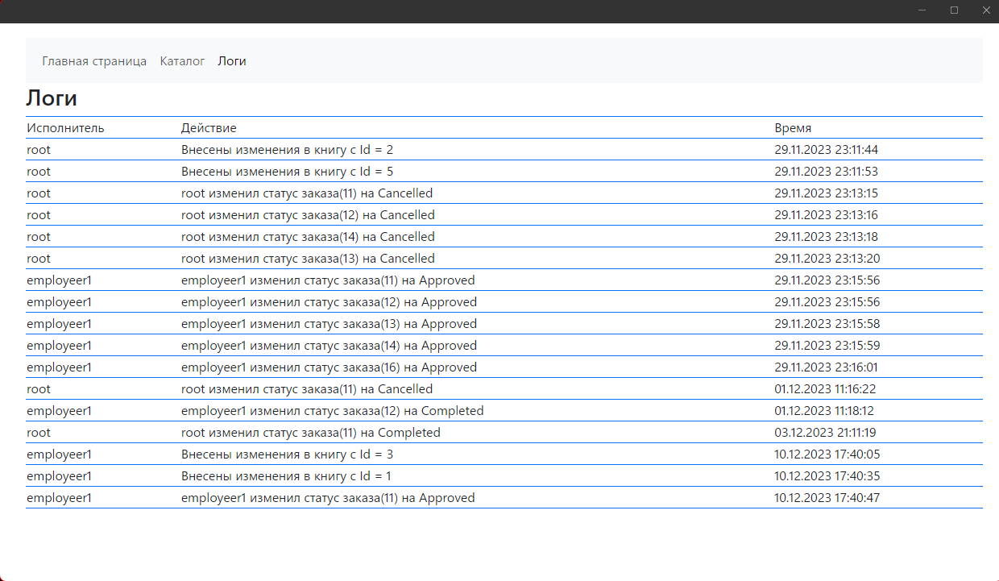 Главная страница Каталог Логи
Логи
Исполнитель Действие Время
root Внесены изменения в книгу с Id = 2 29.11.2023 23:11:44
root Внесены изменения в книгу с Id = 5 29.11.2023 23:11:53
root root изменил статус заказа(11) на Cancelled 29.11.2023 23:13:15
root root изменил статус заказа(12) на Cancelled 29.11.2023 23:13:16
root root изменил статус заказа(14) на Cancelled 29.11.2023 23:13:18
root root изменил статус заказа(13) на Cancelled 29.11.2023 23:13:20
employeer1 employeer1 изменил статус заказа(11) на Approved 29.11.2023 23:15:56
employeer1 employeer1 изменил статус заказа(12) на Approved 29.11.2023 23:15:56
employeer1 employeer1 изменил статус заказа(13) на Approved 29.11.2023 23:15:58
employeer1 employeer1 изменил статус заказа(14) на Approved 29.11.2023 23:15:59
employeer1 employeer1 изменил статус заказа(16) на Approved 29.11.2023 23:16:01
root root изменил статус заказа(11) на Cancelled 01.12.2023 11:16:22
employeer1 employeer1 изменил статус заказа(12) на Completed 01.12.2023 11:18:12
root root изменил статус заказа(11) на Completed 03.12.2023 21:11:19
employeer1 Внесены изменения в книгу с Id = 3 10.12.2023 17:40:05
employeer1 Внесены изменения в книгу с Id = 1 10.12.2023 17:40:35
employeer1 employeer1 изменил статус заказа(11) на Approved 10.12.2023 17:40:47